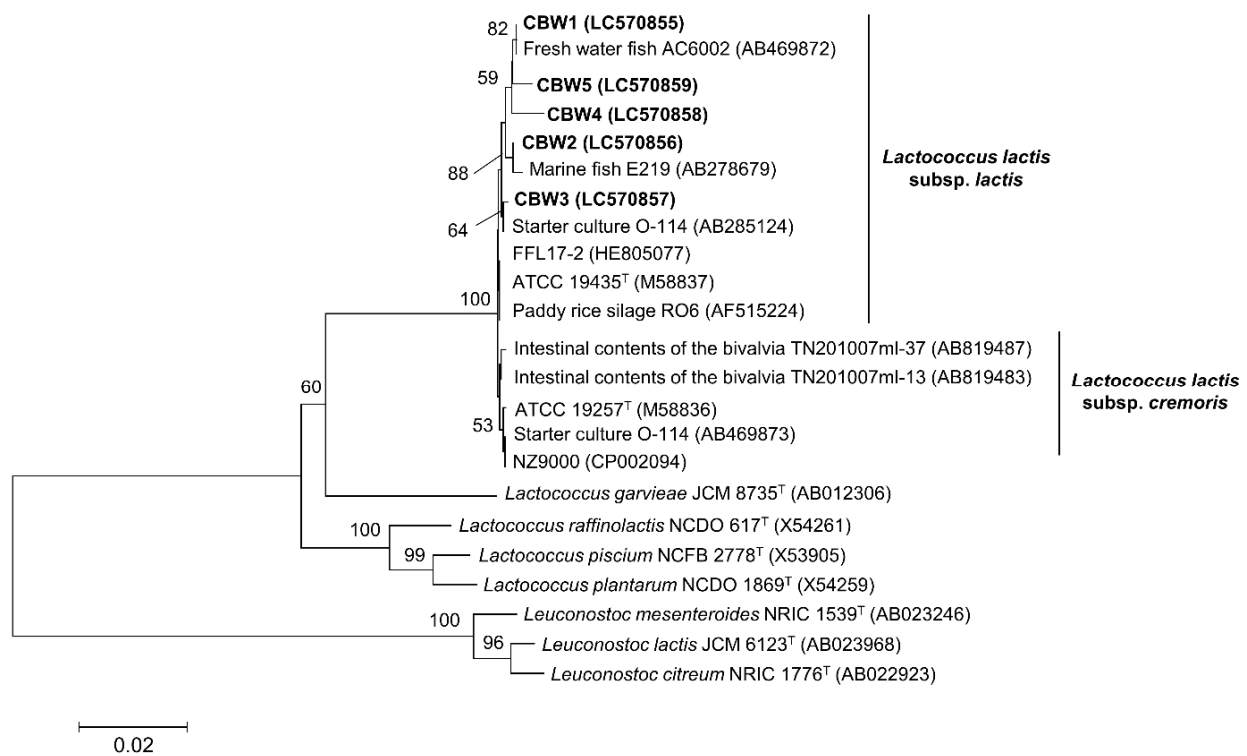 82
CBW1 (LC570855)
Fresh water fish AC6002 (AB469872)
59
CBW5 (LC570859)
CBW4 (LC570858)
CBW2 (LC570856)
88
Marine fish E219 (AB278679)
CBW3 (LC570857)
64
Starter culture O-114 (AB285124)
FFL17-2 (HE805077)
ATCC 19435ᵀ (M58837)
100
Paddy rice silage RO6 (AF515224)
Lactococcus lactis
subsp. lactis
Intestinal contents of the bivalvia TN201007ml-37 (AB819487)
Intestinal contents of the bivalvia TN201007ml-13 (AB819483)
60
ATCC 19257ᵀ (M58836)
53
Starter culture O-114 (AB469873)
NZ9000 (CP002094)
Lactococcus lactis
subsp. cremoris
Lactococcus garvieae JCM 8735ᵀ (AB012306)
100
Lactococcus raffinolactis NCDO 617ᵀ (X54261)
99
Lactococcus piscium NCFB 2778ᵀ (X53905)
Lactococcus plantarum NCDO 1869ᵀ (X54259)
100
Leuconostoc mesenteroides NRIC 1539ᵀ (AB023246)
96
Leuconostoc lactis JCM 6123ᵀ (AB023968)
Leuconostoc citreum NRIC 1776ᵀ (AB022923)
0.02